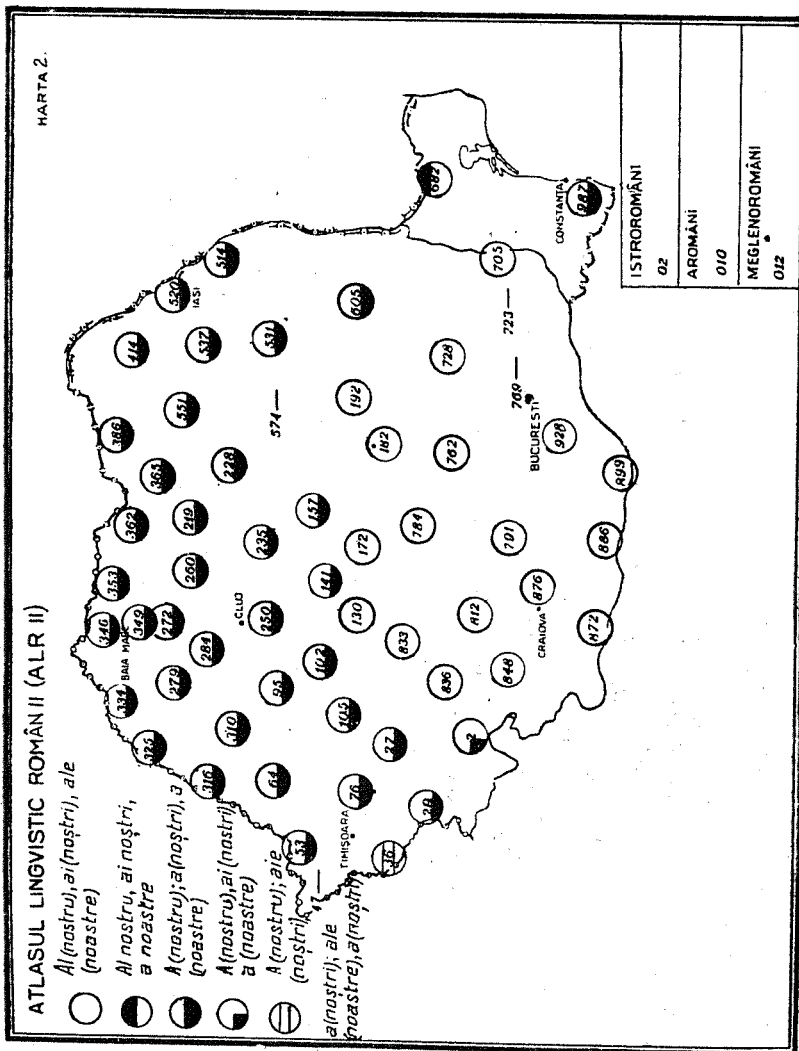 HARTA 2.
ATLASUL LINGVISTIC ROMÂN II (ALR II)
Al (noștru), ai (noștri), ale
(noastre)
Al nostru, ai noștri,
a noastre
A (nostru); a (noștri), a
(noastre)
A (nostru), ai (noștri),
a (noastre)
A (nostru); ale
(noștri)
a (noștri); ale
(noastre), a (noștri)
346
353
362
386
414
520
514
334
BAIA MARE
349
272
365
IAȘI
325
279
284
260
219
551
537
316
310
CLUJ
250
235
228
574
531
64
95
102
141
157
53
47
TIMIȘOARA
76
105
130
172
182
192
605
36
27
833
784
762
728
682
28
2
836
812
701
769
723
705
848
CRAIOVA
876
BUCUREȘTI
928
CONSTANȚA
987
872
886
899
ISTROROMÂNI
02
AROMÂNI
010
MEGLENOROMÂNI
012